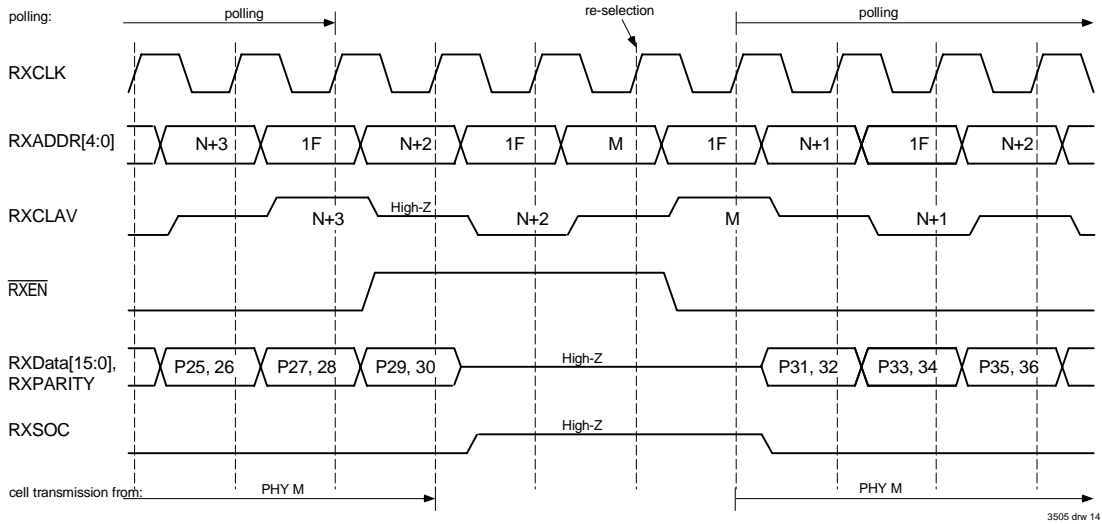 polling: polling re-selection polling
RXCLK
RXADDR[4:0] N+3 1F N+2 1F M 1F N+1 1F N+2
RXCLAV N+3 High-Z N+2 M N+1
RXEN
RXData[15:0], RXPARITY P25, 26 P27, 28 P29, 30 High-Z P31, 32 P33, 34 P35, 36
RXSOC High-Z
cell transmission from: PHY M PHY M
3505 drw 14